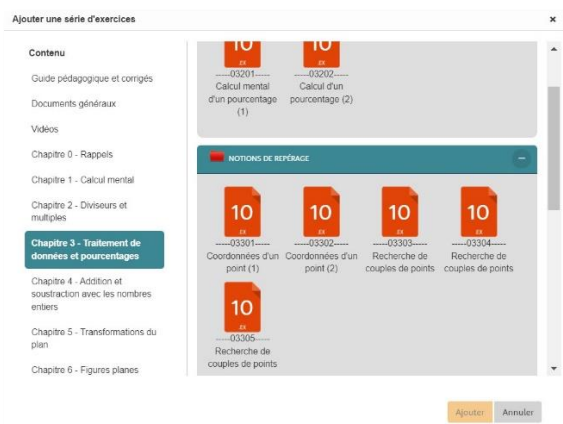 Ajouter une série d'exercices
×
Contenu
Guide pédagogique et corrigés
Documents généraux
Vidéos
Chapitre 0 - Rappels
Chapitre 1 - Calcul mental
Chapitre 2 - Diviseurs et
multiples
Chapitre 3 - Traitement de
données et pourcentages
Chapitre 4 - Addition et
soustraction avec les nombres
entiers
Chapitre 5 - Transformations du
plan
Chapitre 6 - Figures planes
10
EX
-----03201-----
Calcul mental
d'un pourcentage
(1)
10
EX
-----03202-----
Calcul d'un
pourcentage (2)
NOTIONS DE REPÉRAGE
10
EX
-----03301-----
Coordonnées d'un
point (1)
10
EX
-----03302-----
Coordonnées d'un
point (2)
10
EX
-----03303-----
Recherche de
couples de points
10
EX
-----03304-----
Recherche de
couples de points
10
EX
-----03305-----
Recherche de
couples de points
Ajouter
Annuler